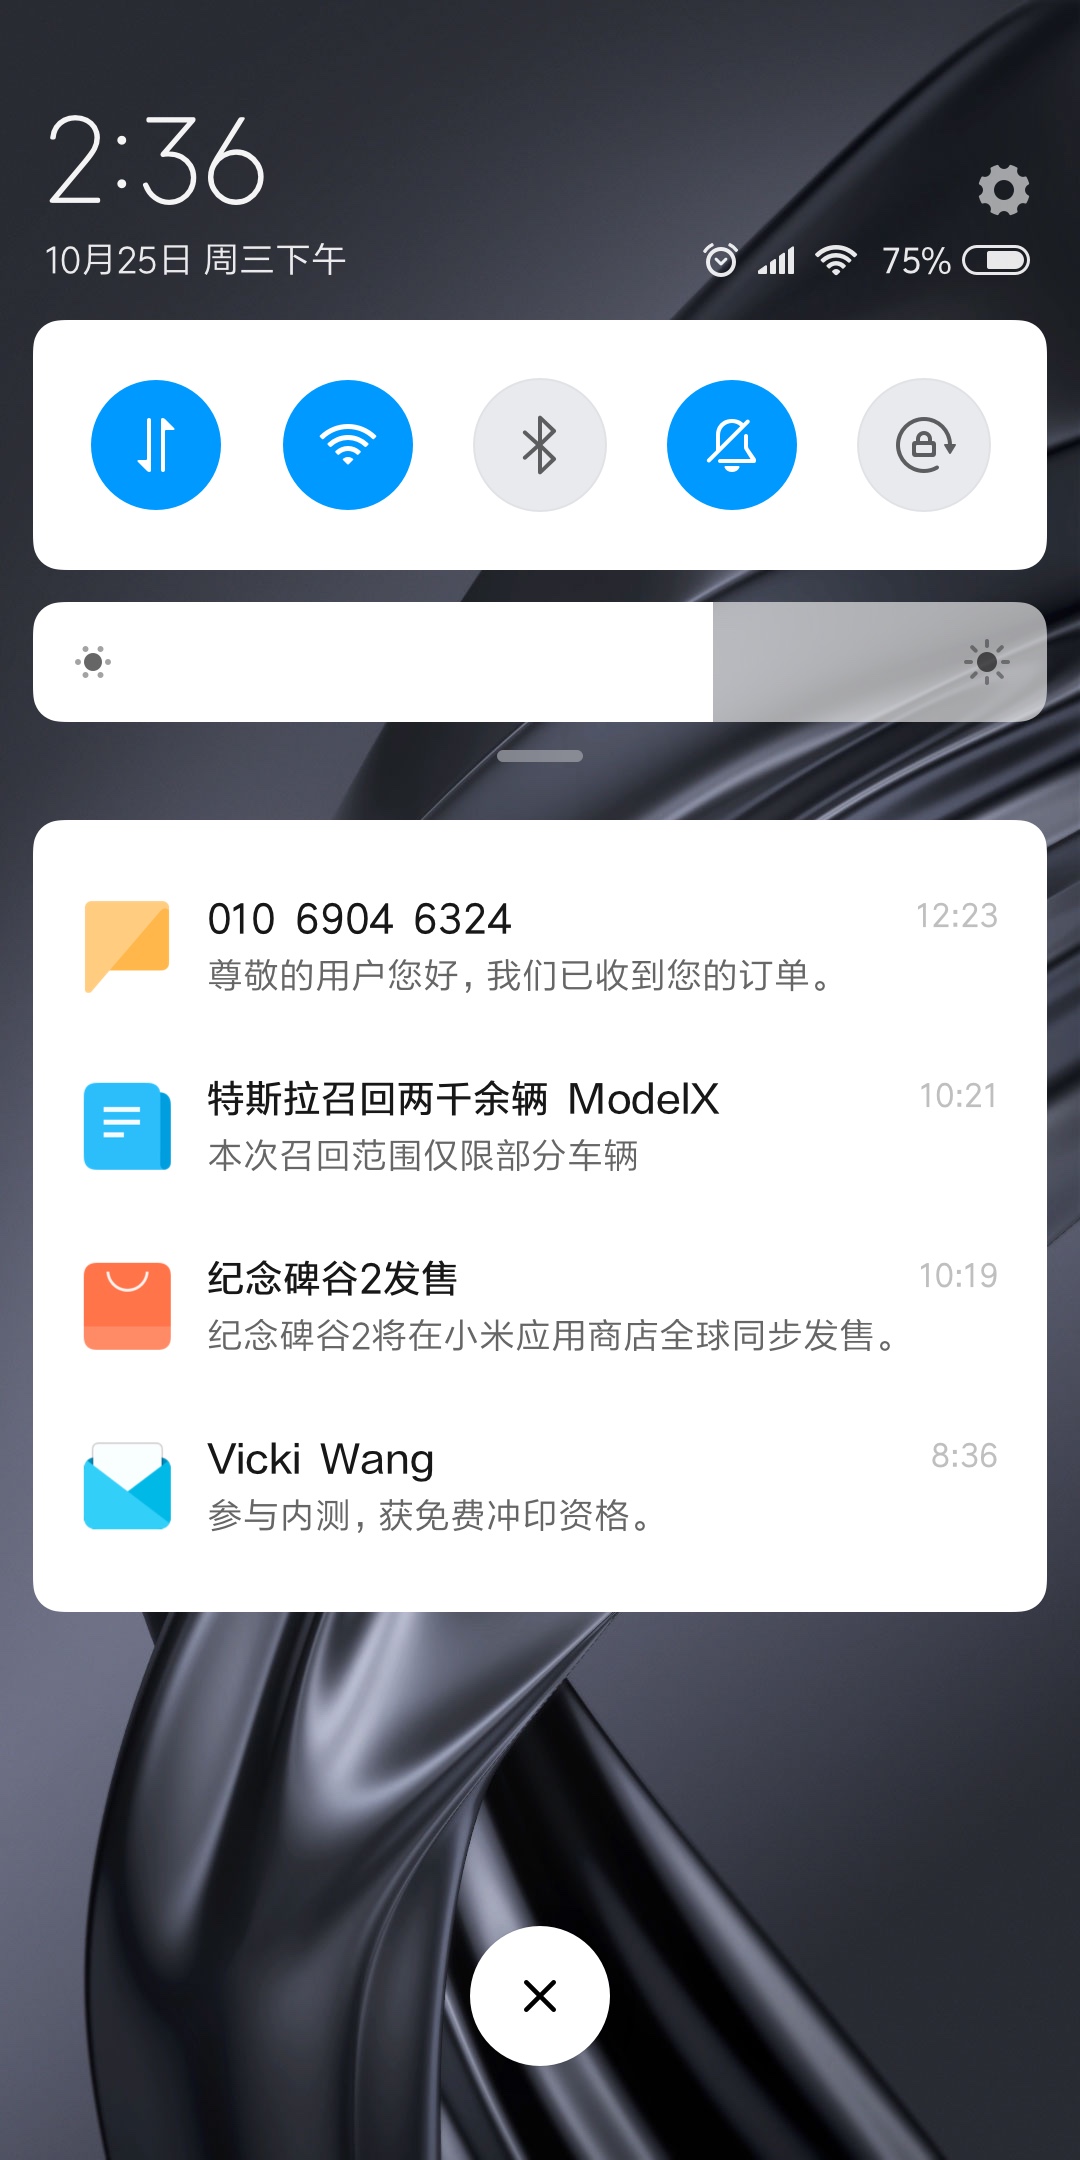 2:36
10月25日 周三下午
75%
010 6904 6324
12:23
尊敬的用户您好，我们已收到您的订单。
特斯拉召回两千余辆 ModelX
10:21
本次召回范围仅限部分车辆
纪念碑谷2发售
10:19
纪念碑谷2将在小米应用商店全球同步发售。
Vicki Wang
8:36
参与内测，获免费冲印资格。